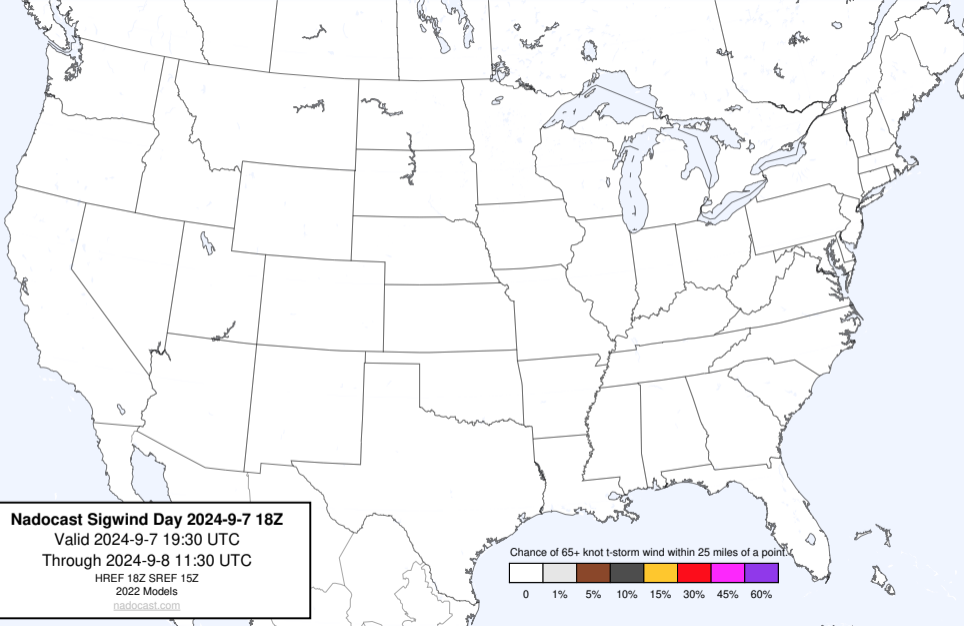 Nadocast Sigwind Day 2024-9-7 18Z
Valid 2024-9-7 19:30 UTC
Through 2024-9-8 11:30 UTC
HREF 18Z SREF 15Z
2022 Models
nadocast.com
Chance of 65+ knot t-storm wind within 25 miles of a point.
0 1% 5% 10% 15% 30% 45% 60%